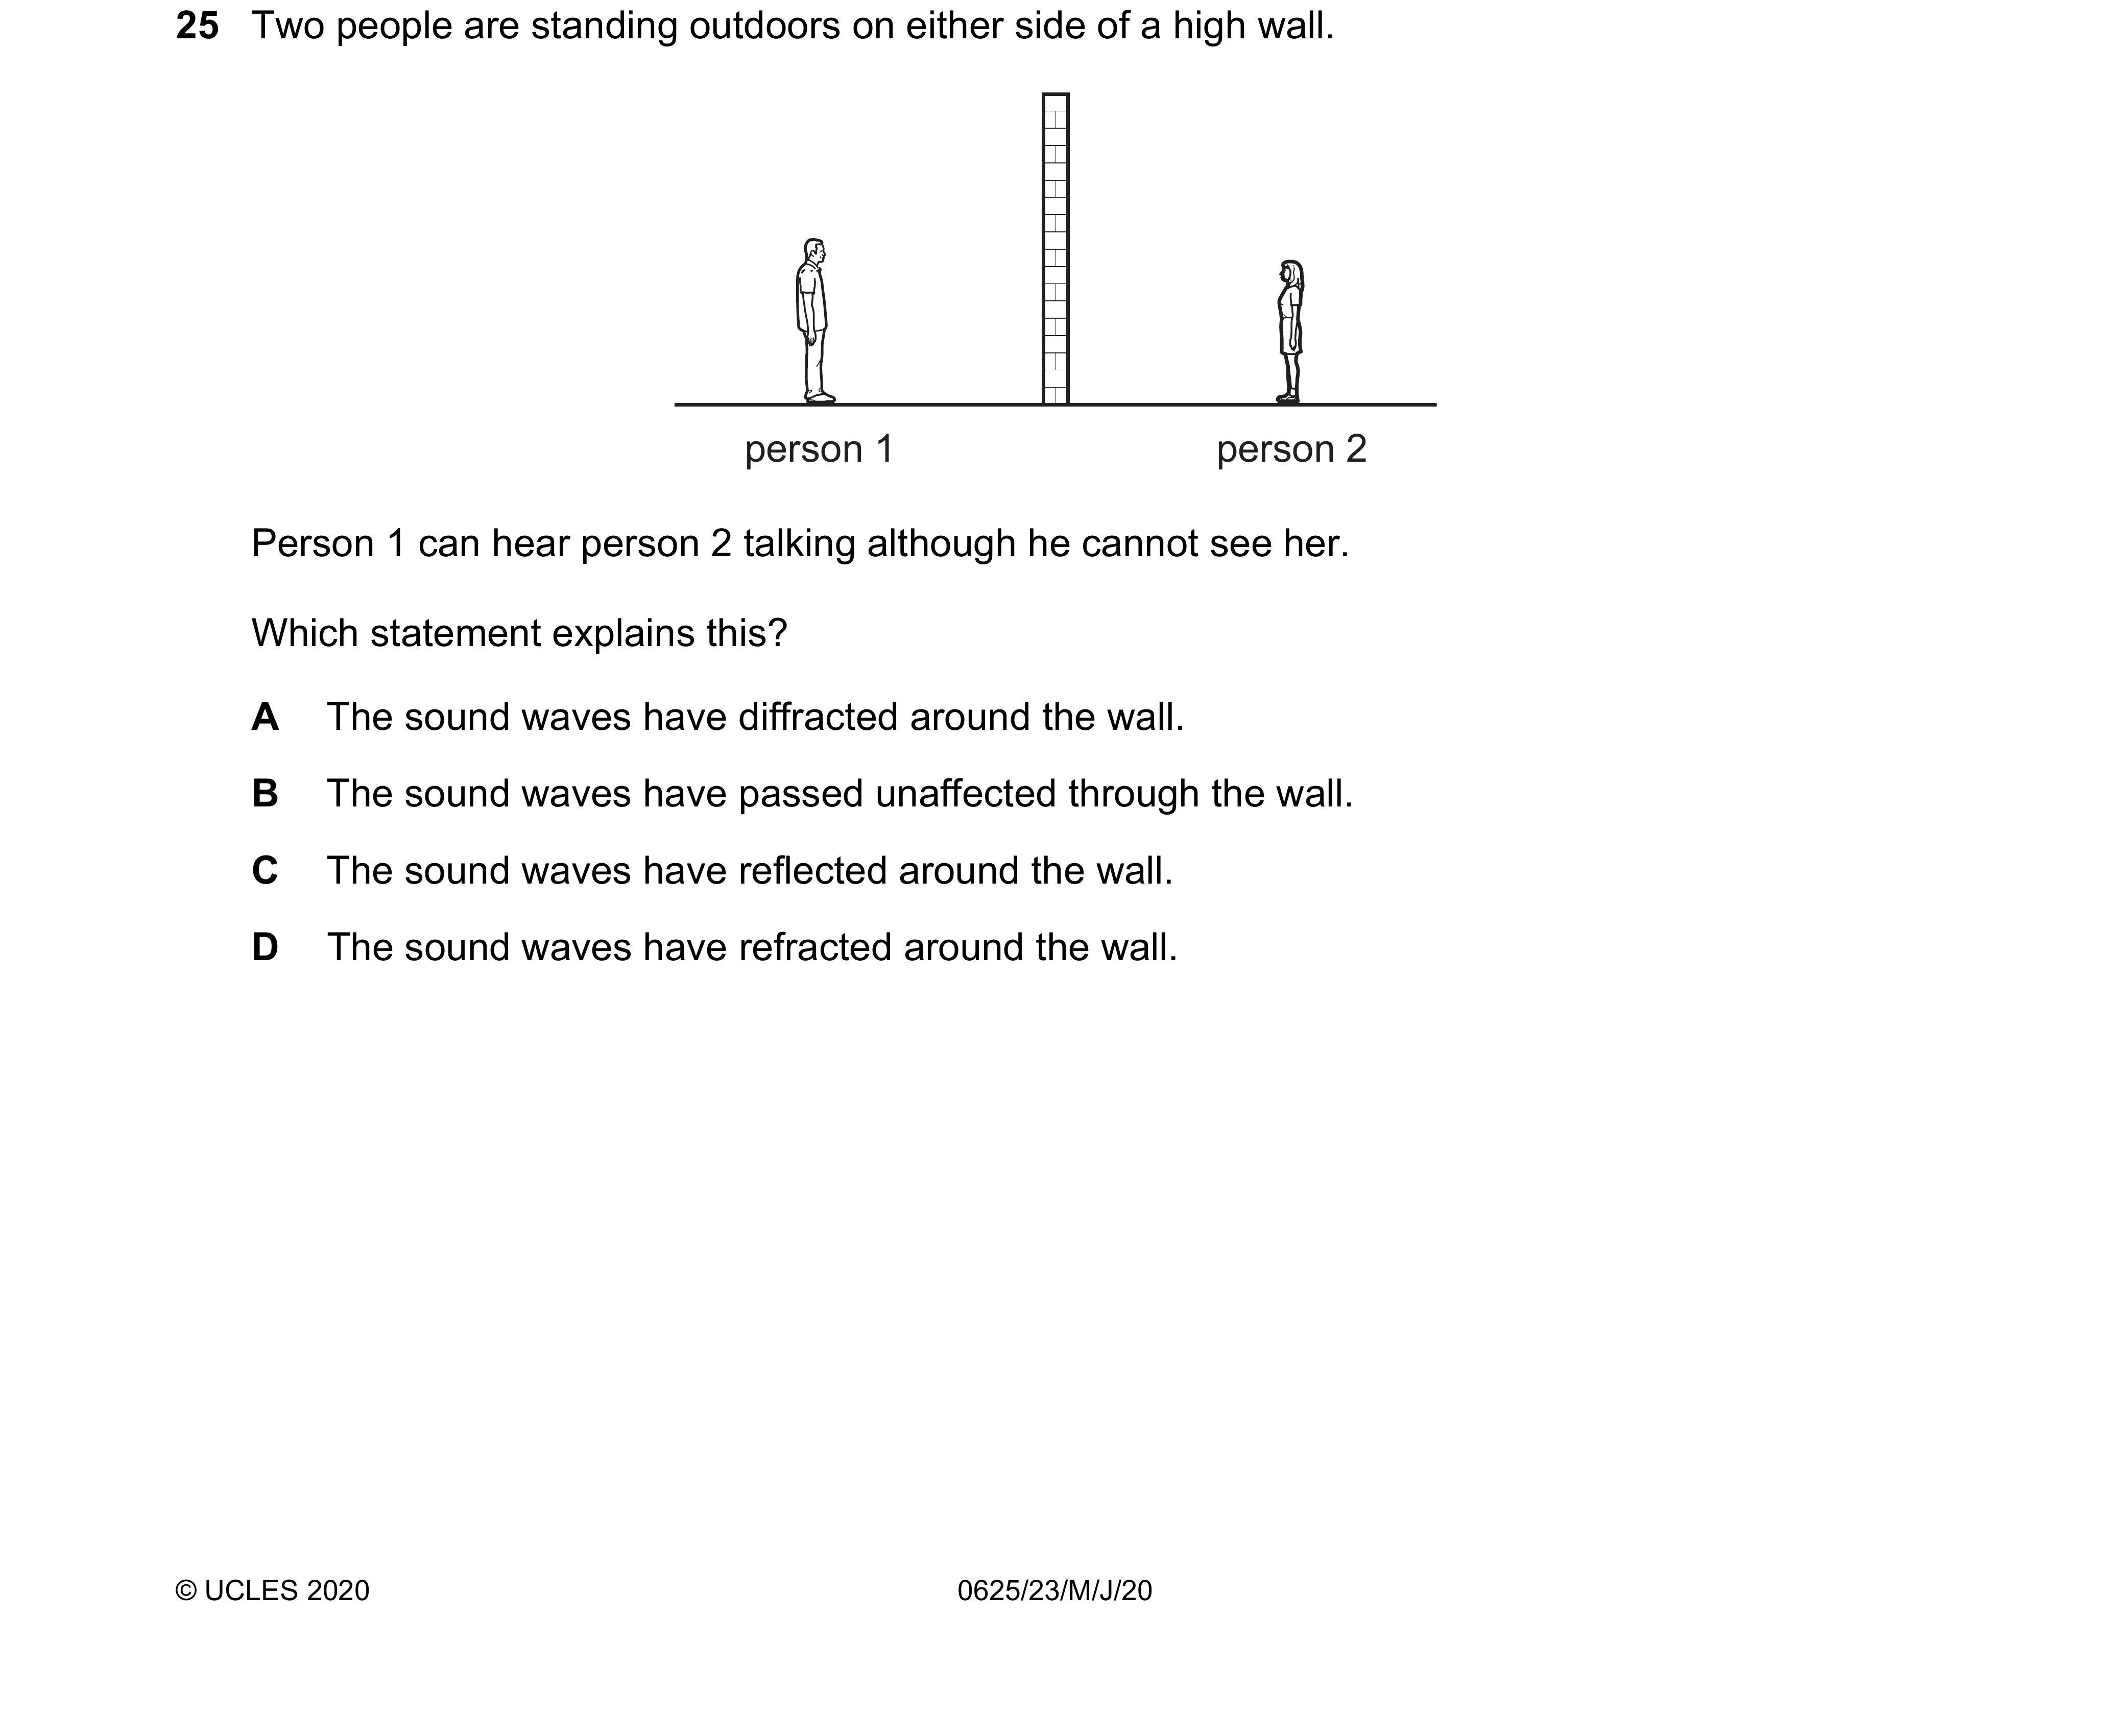 25 Two people are standing outdoors on either side of a high wall.
person 1 person 2
Person 1 can hear person 2 talking although he cannot see her.
Which statement explains this?
A The sound waves have diffracted around the wall.
B The sound waves have passed unaffected through the wall.
C The sound waves have reflected around the wall.
D The sound waves have refracted around the wall.
© UCLES 2020 0625/23/M/J/20